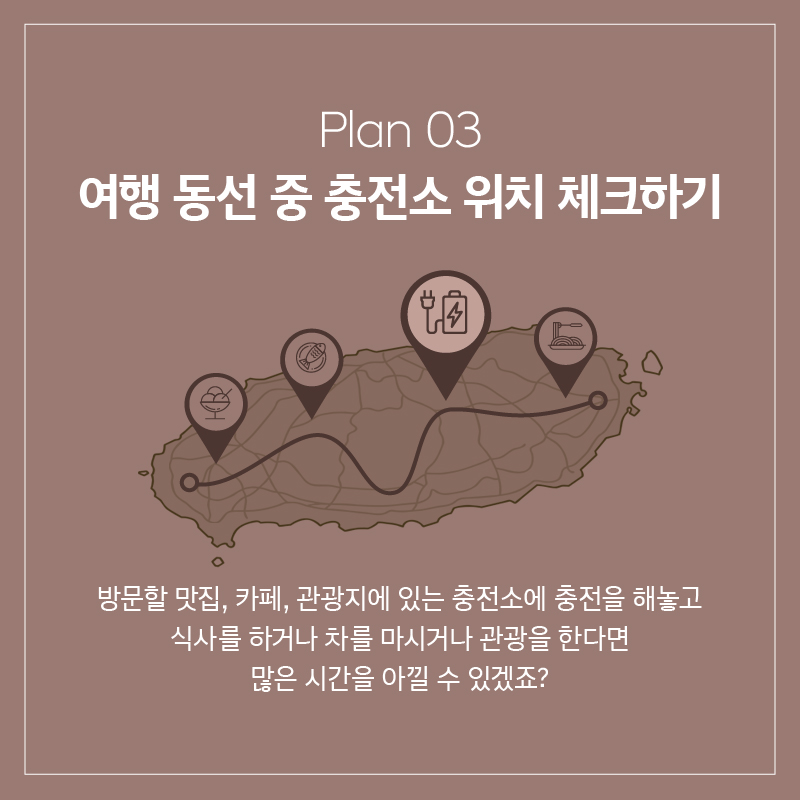 Plan 03
여행 동선 중 충전소 위치 체크하기
방문할 맛집, 카페, 관광지에 있는 충전소에 충전을 해놓고
식사를 하거나 차를 마시거나 관광을 한다면
많은 시간을 아낄 수 있겠죠?